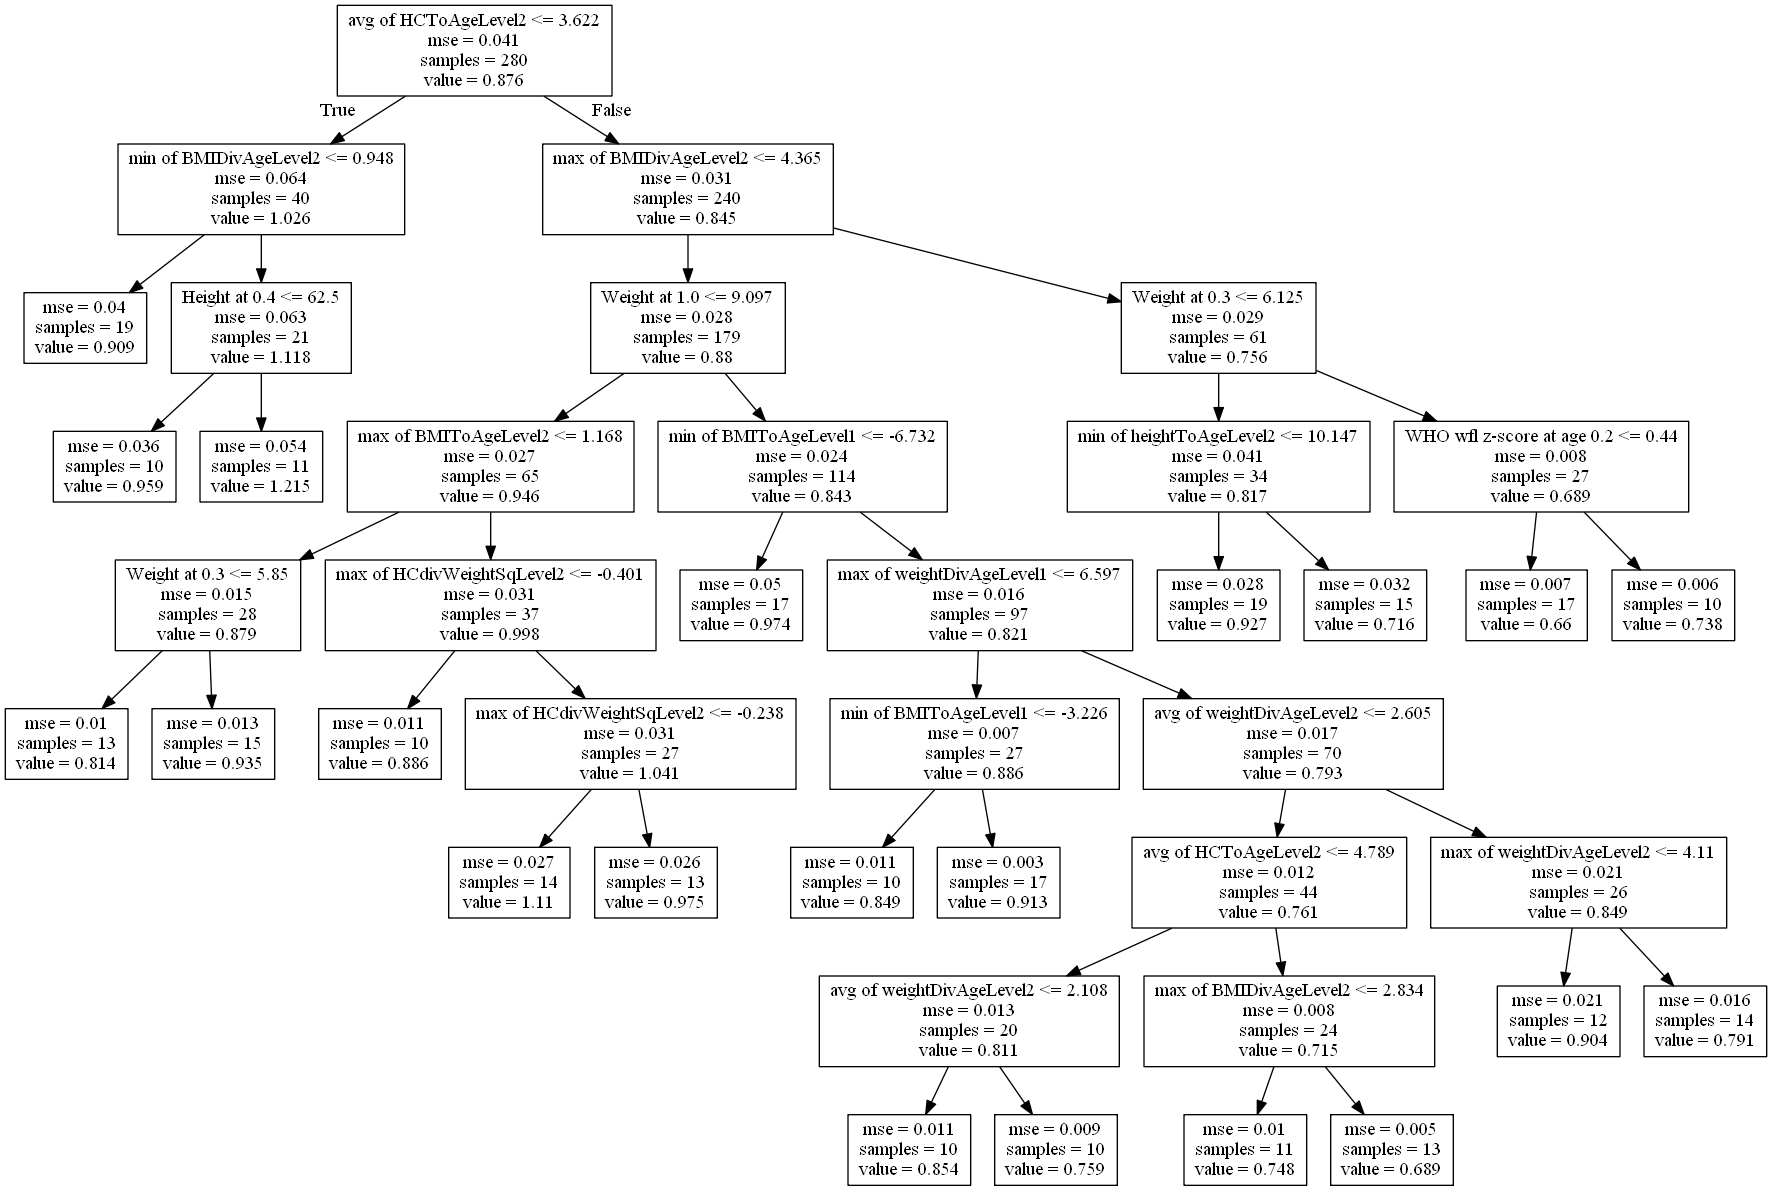 avg of HCToAgeLevel2 <= 3.622
mse = 0.041
samples = 280
value = 0.876
True
False
min of BMIDivAgeLevel2 <= 0.948
mse = 0.064
samples = 40
value = 1.026
max of BMIDivAgeLevel2 <= 4.365
mse = 0.031
samples = 240
value = 0.845
mse = 0.04
samples = 19
value = 0.909
Height at 0.4 <= 62.5
mse = 0.063
samples = 21
value = 1.118
Weight at 1.0 <= 9.097
mse = 0.028
samples = 179
value = 0.88
Weight at 0.3 <= 6.125
mse = 0.029
samples = 61
value = 0.756
mse = 0.036
samples = 10
value = 0.959
mse = 0.054
samples = 11
value = 1.215
max of BMIToAgeLevel2 <= 1.168
mse = 0.027
samples = 65
value = 0.946
min of BMIToAgeLevel1 <= -6.732
mse = 0.024
samples = 114
value = 0.843
min of heightToAgeLevel2 <= 10.147
mse = 0.041
samples = 34
value = 0.817
WHO wfl z-score at age 0.2 <= 0.44
mse = 0.008
samples = 27
value = 0.689
Weight at 0.3 <= 5.85
mse = 0.015
samples = 28
value = 0.879
max of HCdivWeightSqLevel2 <= -0.401
mse = 0.031
samples = 37
value = 0.998
mse = 0.05
samples = 17
value = 0.974
max of weightDivAgeLevel1 <= 6.597
mse = 0.016
samples = 97
value = 0.821
mse = 0.028
samples = 19
value = 0.927
mse = 0.032
samples = 15
value = 0.716
mse = 0.007
samples = 17
value = 0.66
mse = 0.006
samples = 10
value = 0.738
mse = 0.01
samples = 13
value = 0.814
mse = 0.013
samples = 15
value = 0.935
mse = 0.011
samples = 10
value = 0.886
max of HCdivWeightSqLevel2 <= -0.238
mse = 0.031
samples = 27
value = 1.041
min of BMIToAgeLevel1 <= -3.226
mse = 0.007
samples = 27
value = 0.886
avg of weightDivAgeLevel2 <= 2.605
mse = 0.017
samples = 70
value = 0.793
mse = 0.027
samples = 14
value = 1.11
mse = 0.026
samples = 13
value = 0.975
mse = 0.011
samples = 10
value = 0.849
mse = 0.003
samples = 17
value = 0.913
avg of HCToAgeLevel2 <= 4.789
mse = 0.012
samples = 44
value = 0.761
max of weightDivAgeLevel2 <= 4.11
mse = 0.021
samples = 26
value = 0.849
avg of weightDivAgeLevel2 <= 2.108
mse = 0.013
samples = 20
value = 0.811
max of BMIDivAgeLevel2 <= 2.834
mse = 0.008
samples = 24
value = 0.715
mse = 0.021
samples = 12
value = 0.904
mse = 0.016
samples = 14
value = 0.791
mse = 0.011
samples = 10
value = 0.854
mse = 0.009
samples = 10
value = 0.759
mse = 0.01
samples = 11
value = 0.748
mse = 0.005
samples = 13
value = 0.689